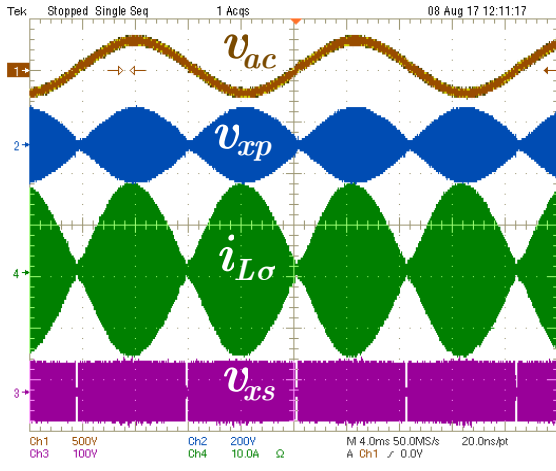 Tek Stopped Single Seq 1 Acqs 08 Aug 17 12:11:17
v_ac
1
v_xp
2
i_Lσ
4
v_xs
3
Ch1 500V Ch2 200V M 4.0ms 50.0MS/s 20.0ns/pt
Ch3 100V Ch4 10.0A Ω A Ch1 / 0.0V